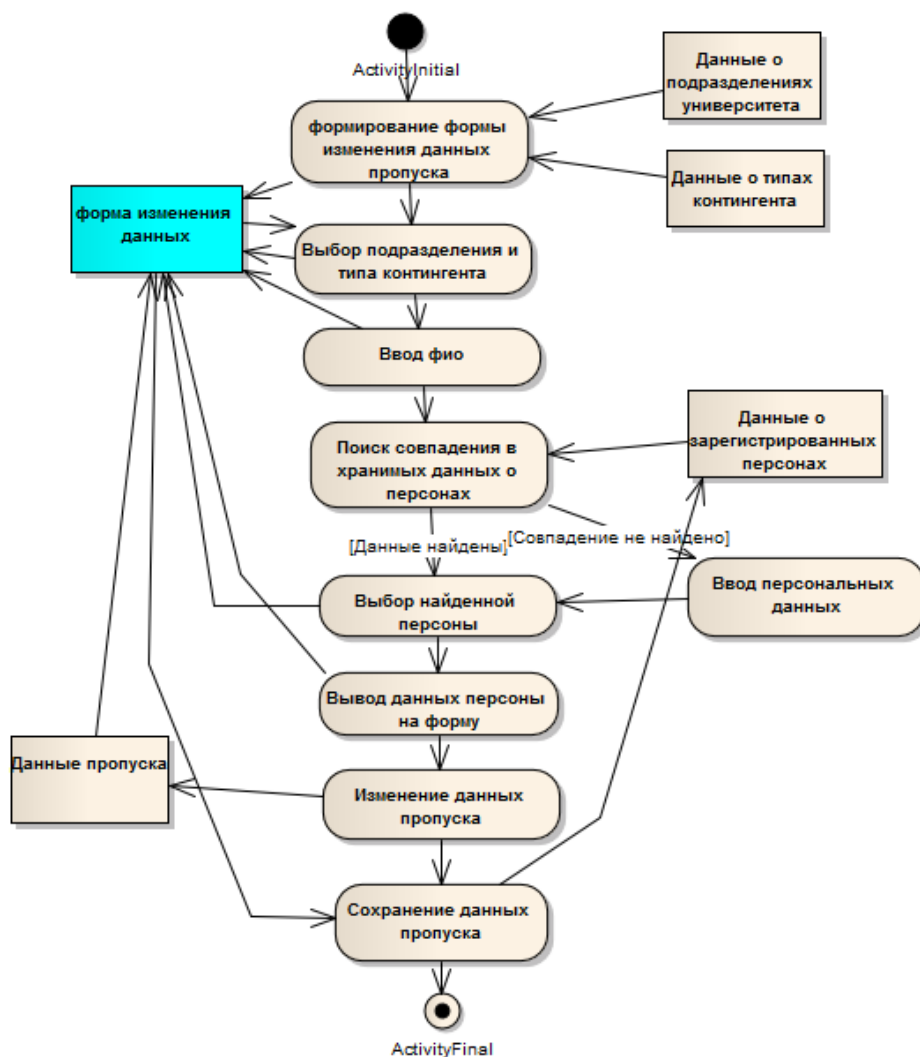 ActivityInitial
Данные о
подразделениях
университета
формирование формы
изменения данных
пропуска
Данные о типах
контингента
форма изменения
данных
Выбор подразделения и
типа контингента
Ввод фио
Поиск совпадения в
хранимых данных о
персонах
Данные о
зарегистрированных
персонах
[Данные найдены]
[Совпадение не найдено]
Ввод персональных
данных
Выбор найденной
персоны
Вывод данных персоны
на форму
Данные пропуска
Изменение данных
пропуска
Сохранение данных
пропуска
ActivityFinal